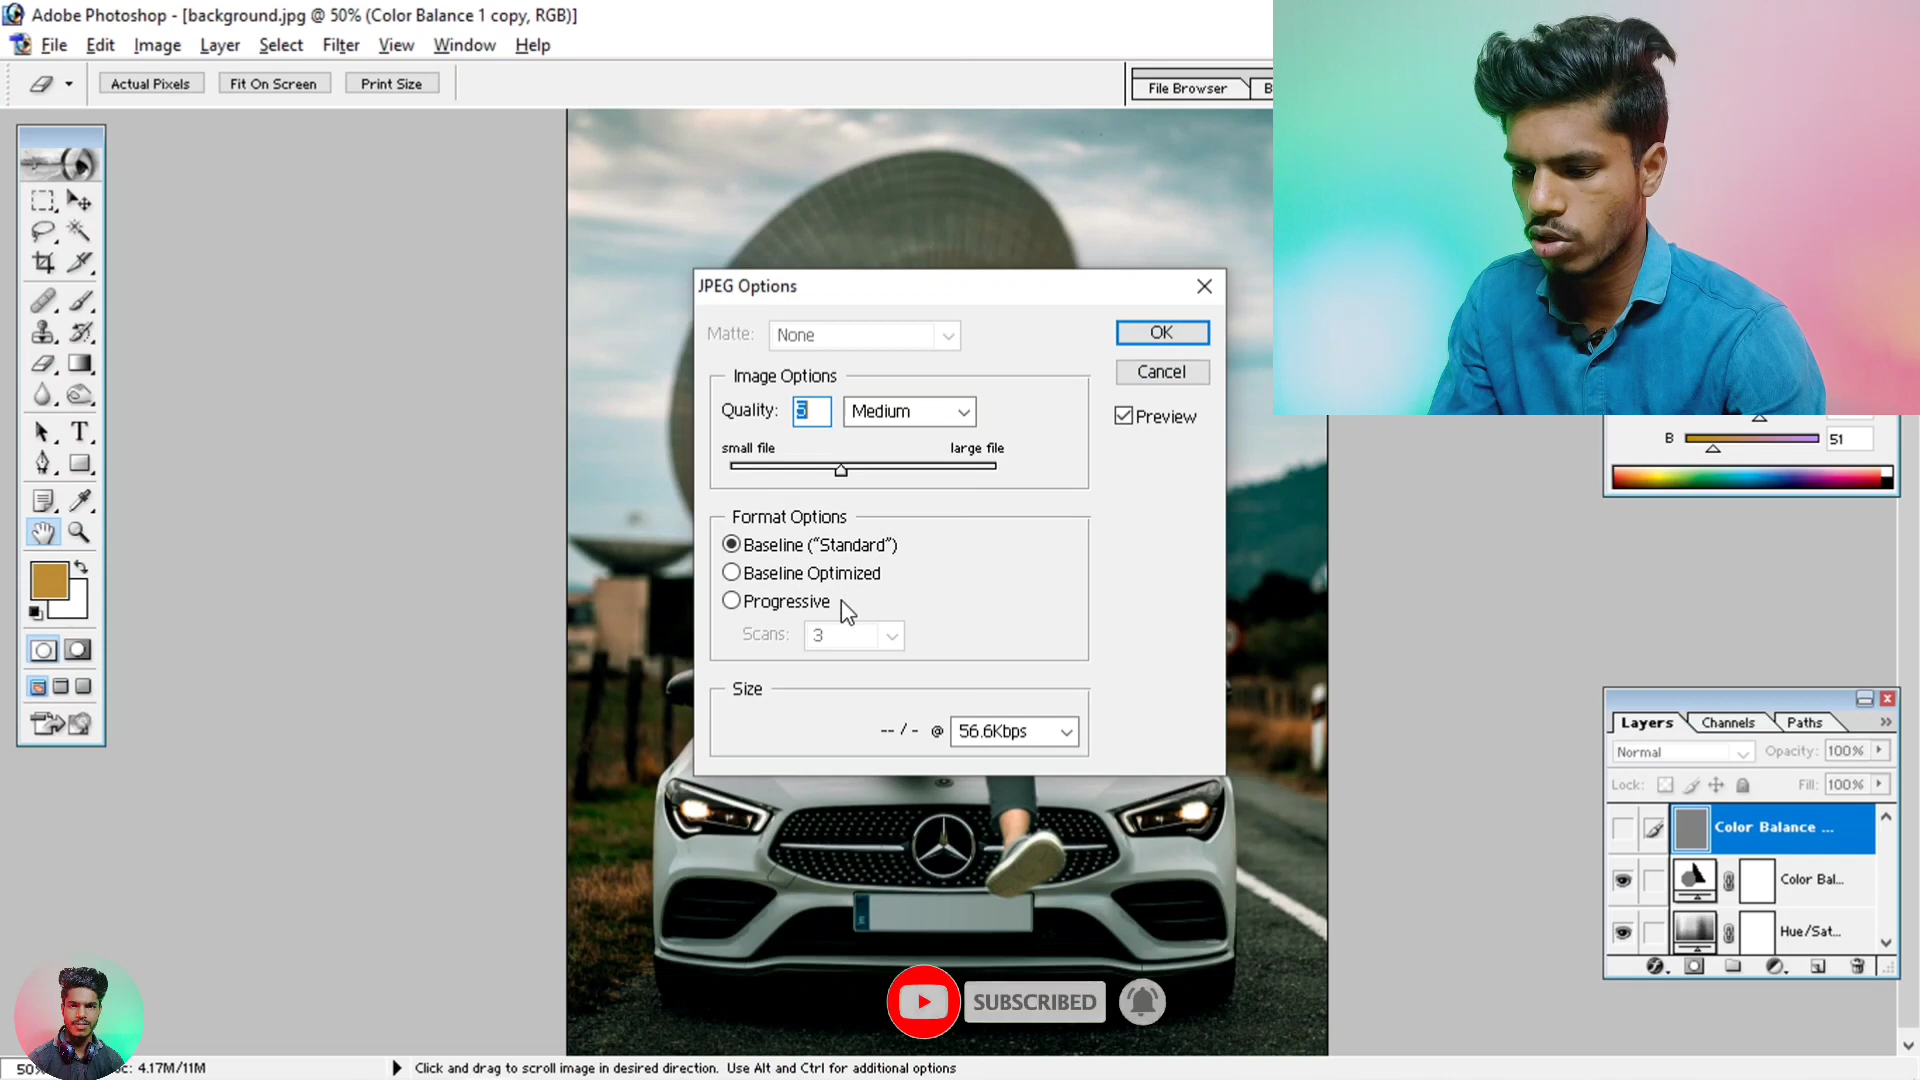 Adobe Photoshop - [background.jpg @ 50% (Color Balance 1 copy, RGB)]
File Edit Image Layer Select Filter View Window Help
Actual Pixels Fit On Screen Print Size File Browser B
JPEG Options
Matte: None OK
Cancel
Image Options
Quality: 5 Medium Preview
small file large file
B 51
Format Options
Baseline ("Standard")
Baseline Optimized
Progressive
Scans: 3
Size
-- / - @ 56.6Kbps
Layers Channels Paths
Normal Opacity: 100%
Lock: Fill: 100%
Color Balance ...
Color Bal...
Hue/Sat...
SUBSCRIBED
50% oc: 4.17M/11M Click and drag to scroll image in desired direction. Use Alt and Ctrl for additional options